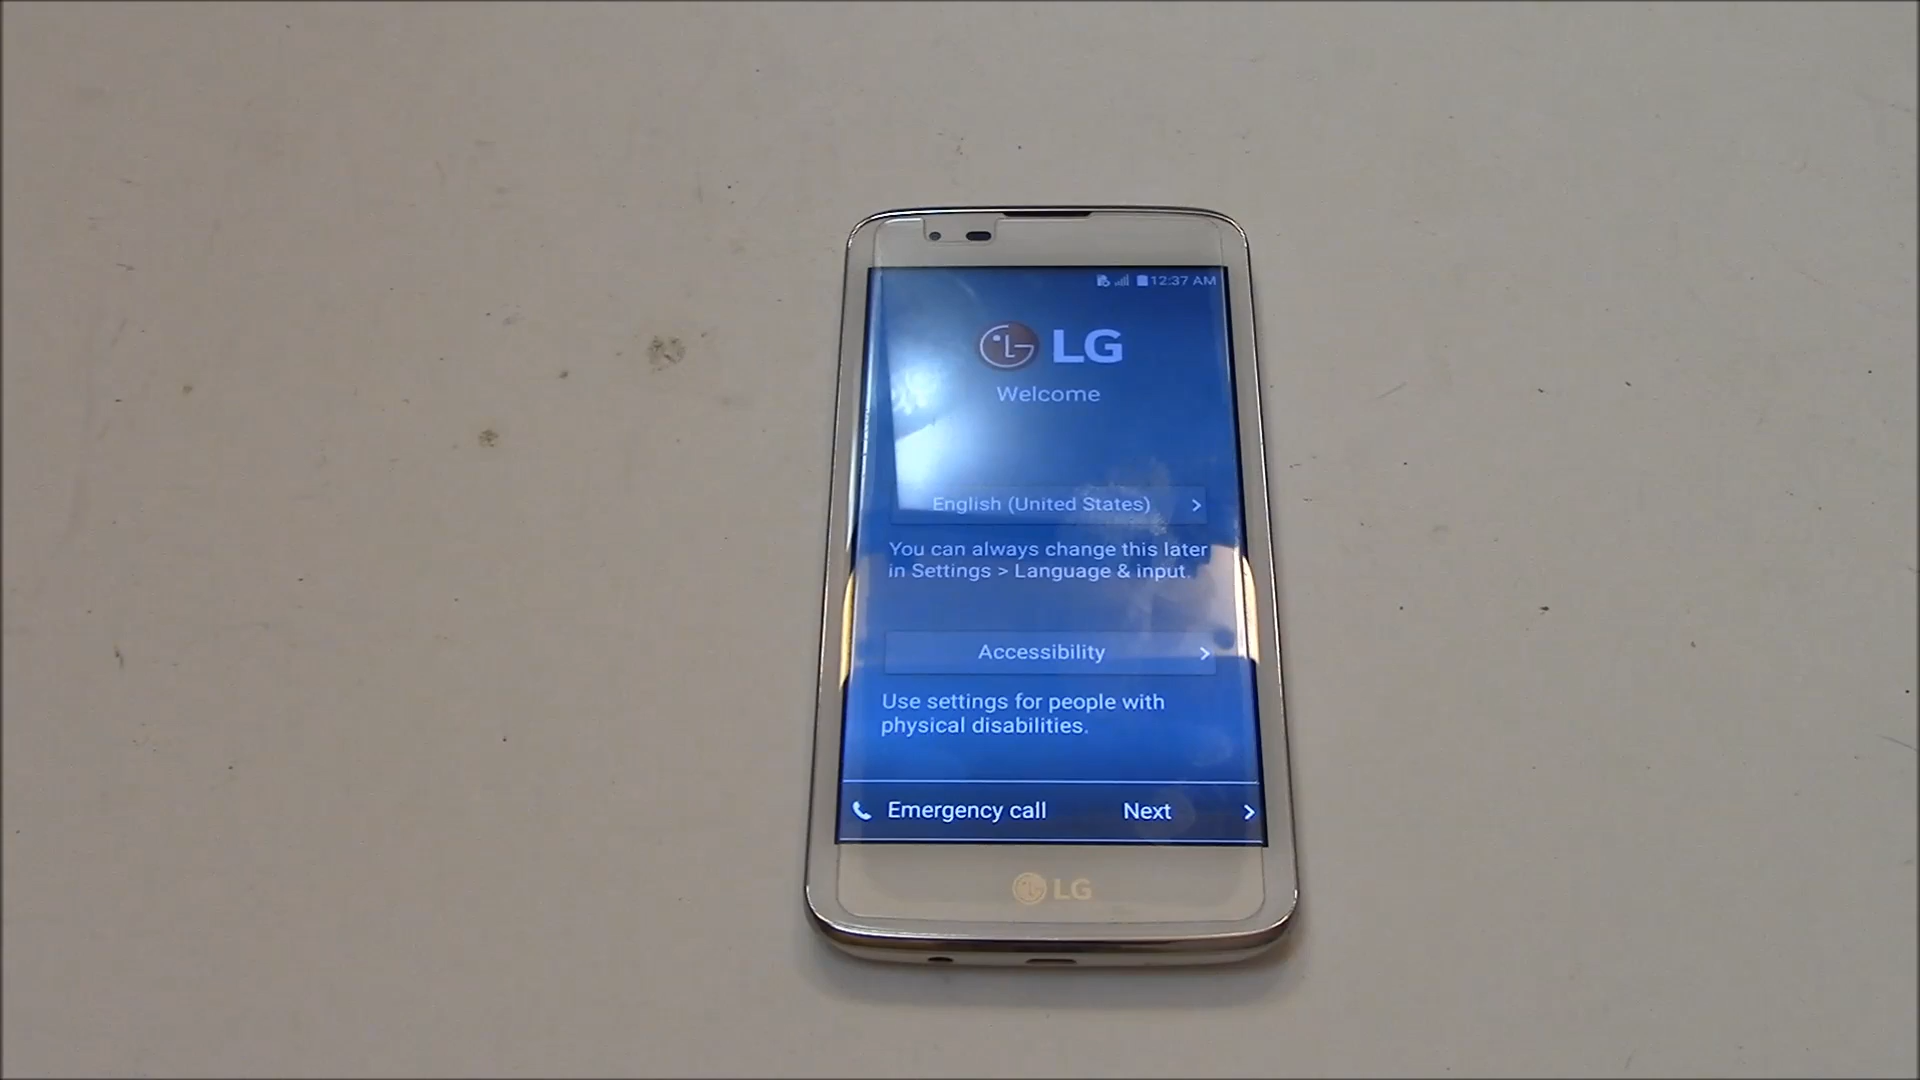 12:37 AM
LG
Welcome
English (United States)
You can always change this later
in Settings > Language & input.
Accessibility
Use settings for people with
physical disabilities.
Emergency call Next
LG